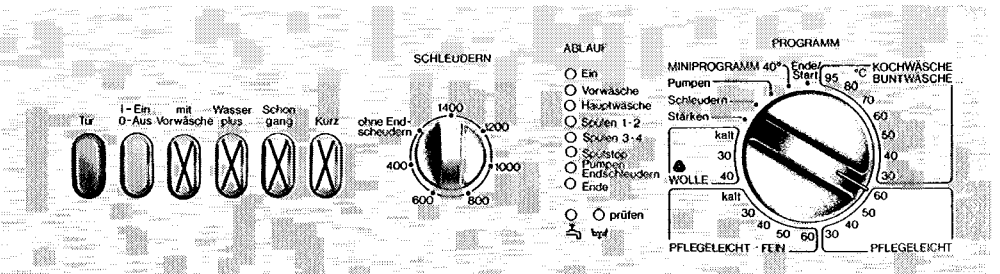 Tür
I - Ein
0-Aus
mit
Vorwäsche
Wasser
plus
Schon
gang
Kurz
SCHLEUDERN
1400
ohne End-
scheudern
1200
400
1000
600
800
ABLAUF
Ein
Vorwäsche
Hauptwäsche
Spülen 1-2
Spülen 3-4
Spülstop
Pumpen
Endschleudern
Ende
prüfen
PROGRAMM
MINIPROGRAMM 40°
Ende/
Start
95
°C
KOCHWÄSCHE
BUNTWÄSCHE
Pumpen
80
Schleudern
70
Stärken
60
kalt
50
30
40
40
30
WOLLE
kalt
60
30
50
40
40
50
60
30
PFLEGELEICHT - FEIN
PFLEGELEICHT